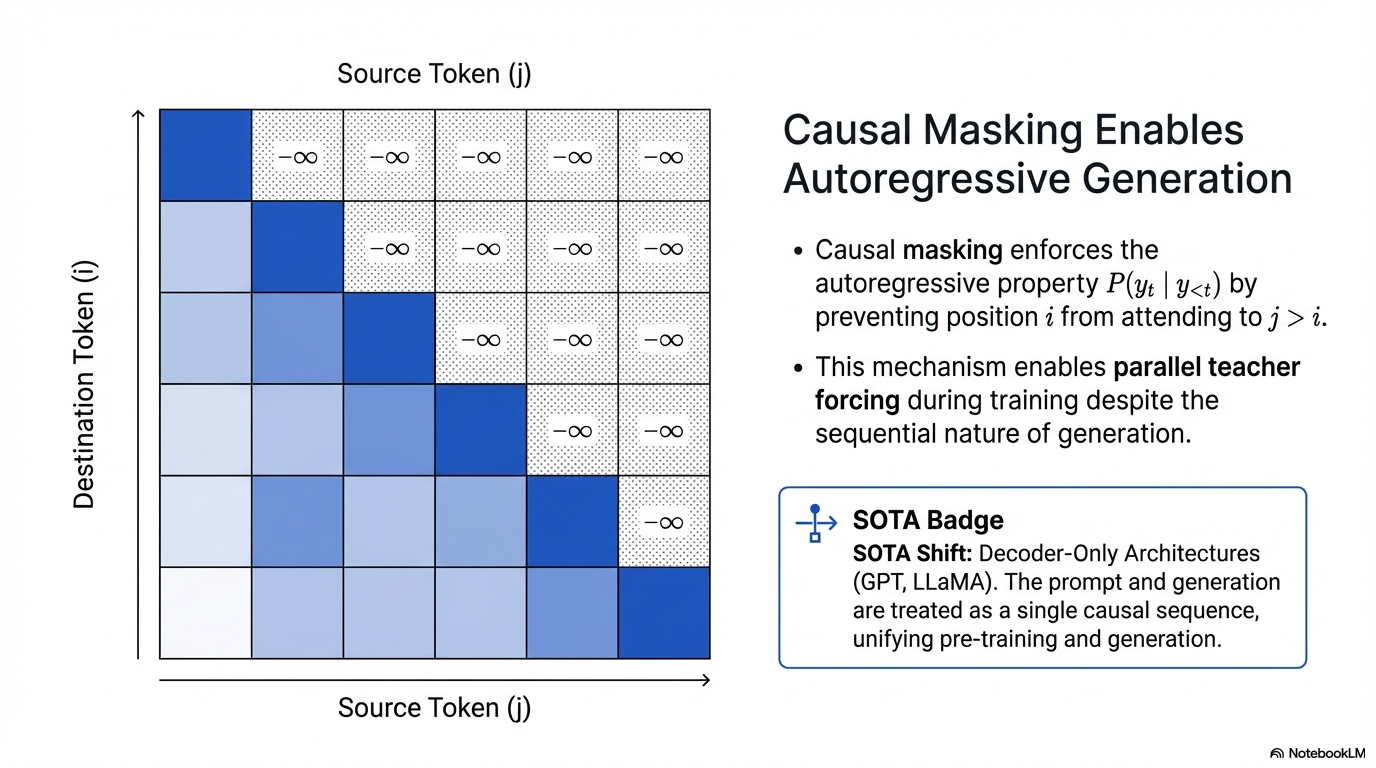 Source Token (j)
Destination Token (i)
−∞ −∞ −∞ −∞ −∞
−∞ −∞ −∞ −∞
−∞ −∞ −∞
−∞ −∞
−∞
Source Token (j)
Causal Masking Enables
Autoregressive Generation
• Causal masking enforces the
autoregressive property P(y_t | y_{<t}) by
preventing position i from attending to j > i.
• This mechanism enables parallel teacher
forcing during training despite the
sequential nature of generation.
SOTA Badge
SOTA Shift: Decoder-Only Architectures
(GPT, LLaMA). The prompt and generation
are treated as a single causal sequence,
unifying pre-training and generation.
NotebookLM